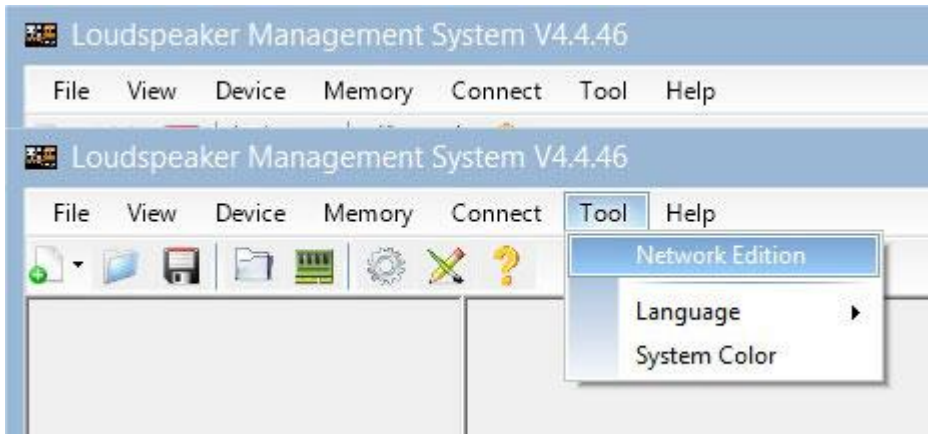 Loudspeaker Management System V4.4.46
File View Device Memory Connect Tool Help
Loudspeaker Management System V4.4.46
File View Device Memory Connect Tool Help
Network Edition
Language
System Color